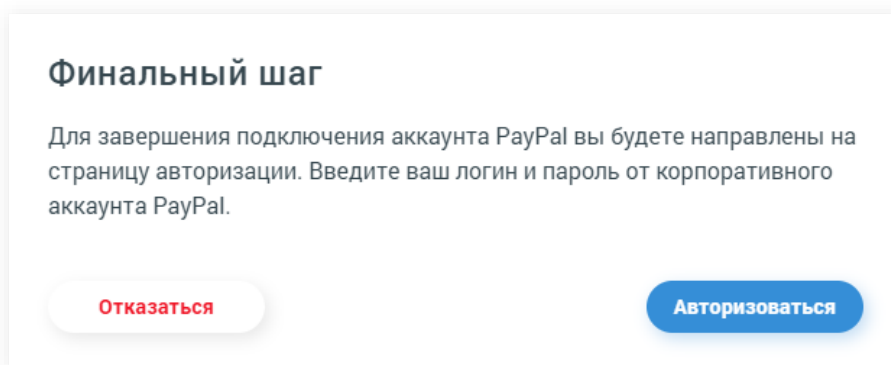 Финальный шаг
Для завершения подключения аккаунта PayPal вы будете направлены на
страницу авторизации. Введите ваш логин и пароль от корпоративного
аккаунта PayPal.
Отказаться
Авторизоваться